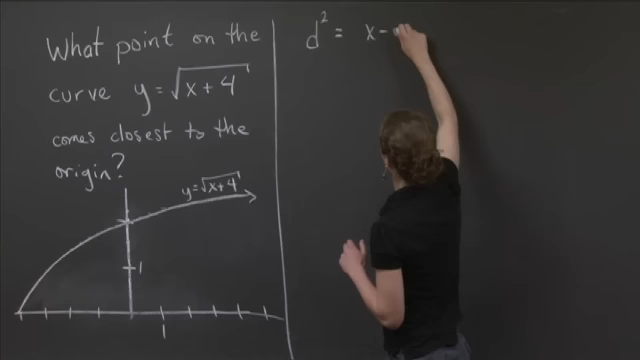 What point on the
curve y = √x + 4
comes closest to the
origin?
y=√x+4
1
1
d² = x -